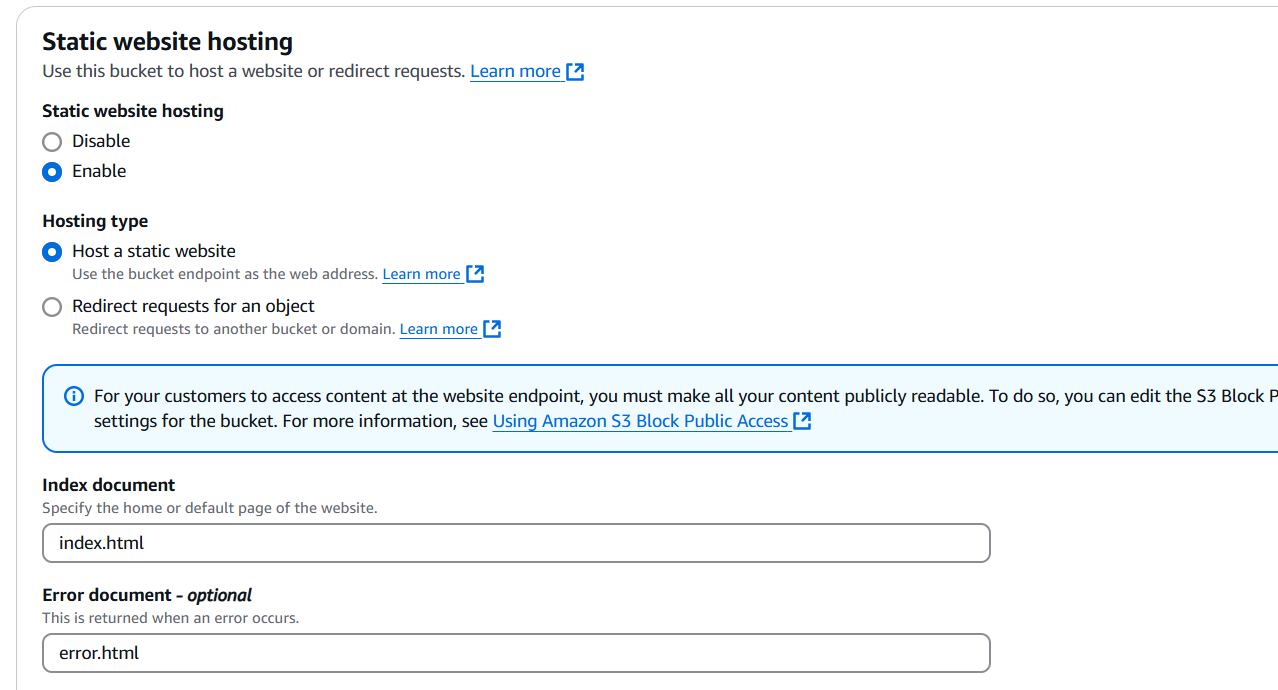 Static website hosting
Use this bucket to host a website or redirect requests. Learn more
Static website hosting
Disable
Enable
Hosting type
Host a static website
Use the bucket endpoint as the web address. Learn more
Redirect requests for an object
Redirect requests to another bucket or domain. Learn more
For your customers to access content at the website endpoint, you must make all your content publicly readable. To do so, you can edit the S3 Block P
settings for the bucket. For more information, see Using Amazon S3 Block Public Access
Index document
Specify the home or default page of the website.
index.html
Error document - optional
This is returned when an error occurs.
error.html